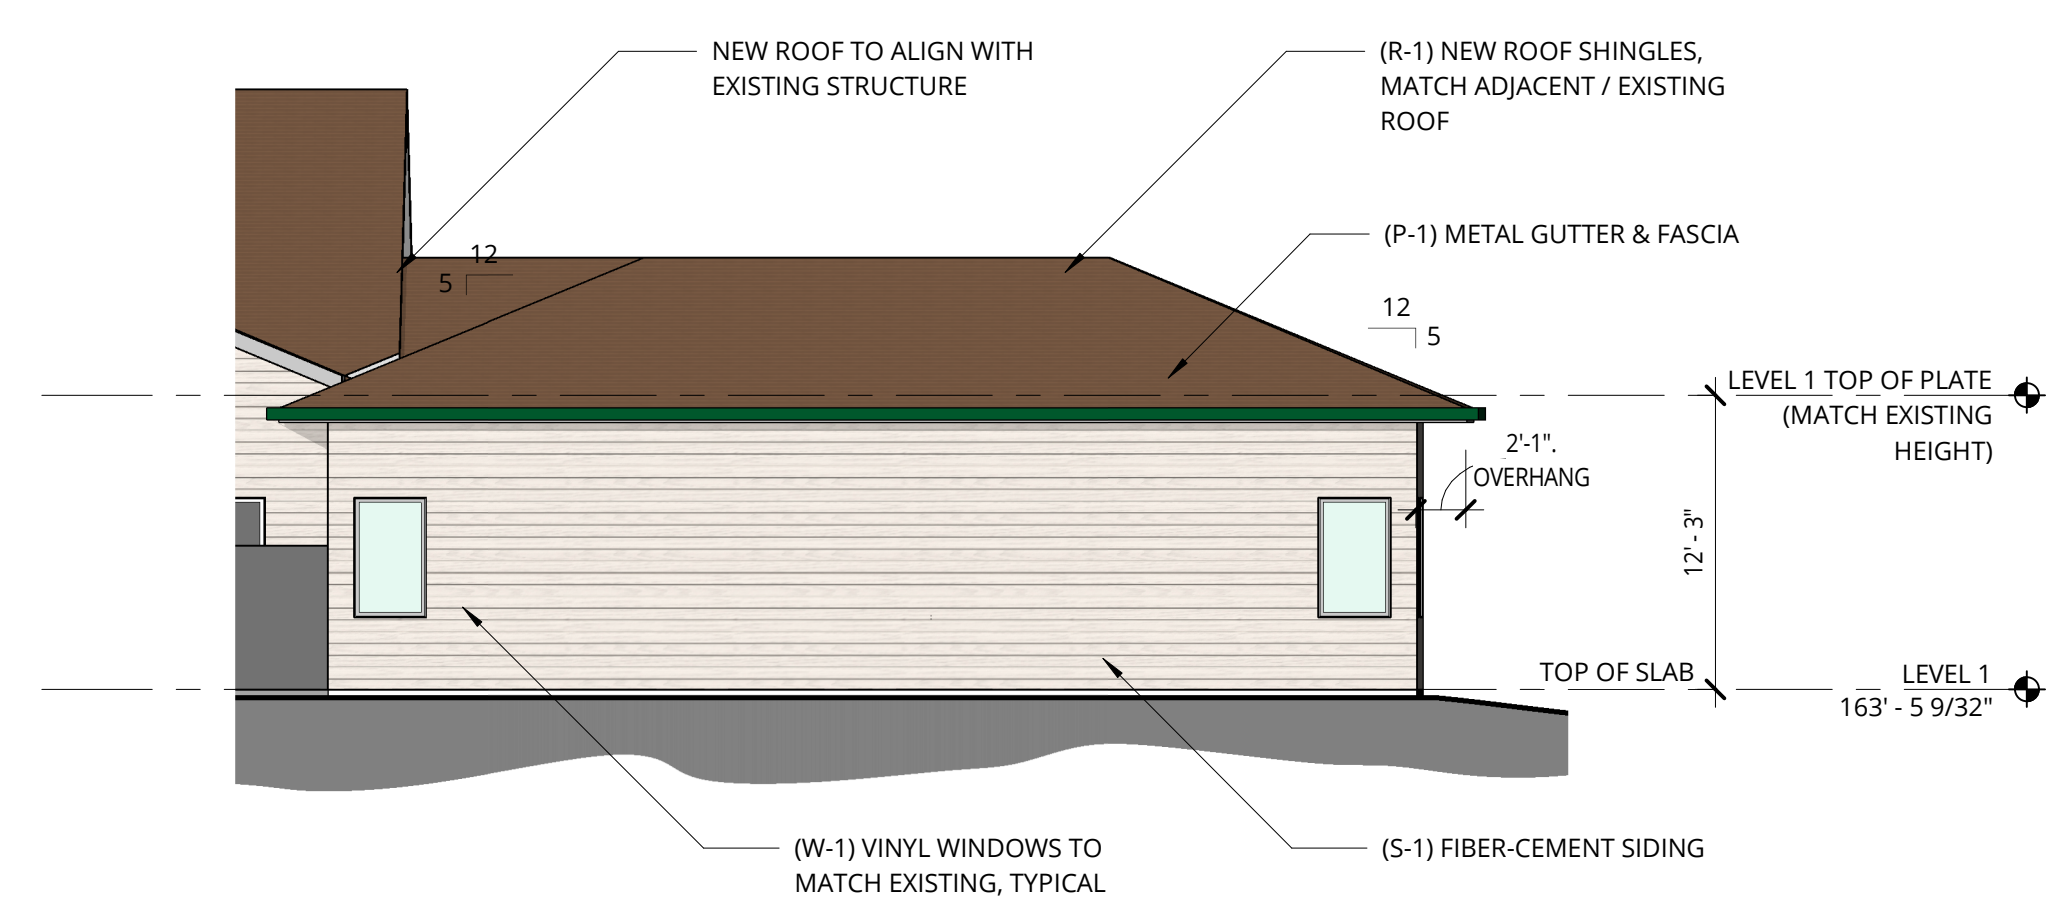 NEW ROOF TO ALIGN WITH
EXISTING STRUCTURE
(R-1) NEW ROOF SHINGLES,
MATCH ADJACENT / EXISTING
ROOF
(P-1) METAL GUTTER & FASCIA
12
5
12
5
LEVEL 1 TOP OF PLATE
(MATCH EXISTING
HEIGHT)
2'-1".
OVERHANG
12' - 3"
TOP OF SLAB
LEVEL 1
163' - 5 9/32"
(W-1) VINYL WINDOWS TO
MATCH EXISTING, TYPICAL
(S-1) FIBER-CEMENT SIDING